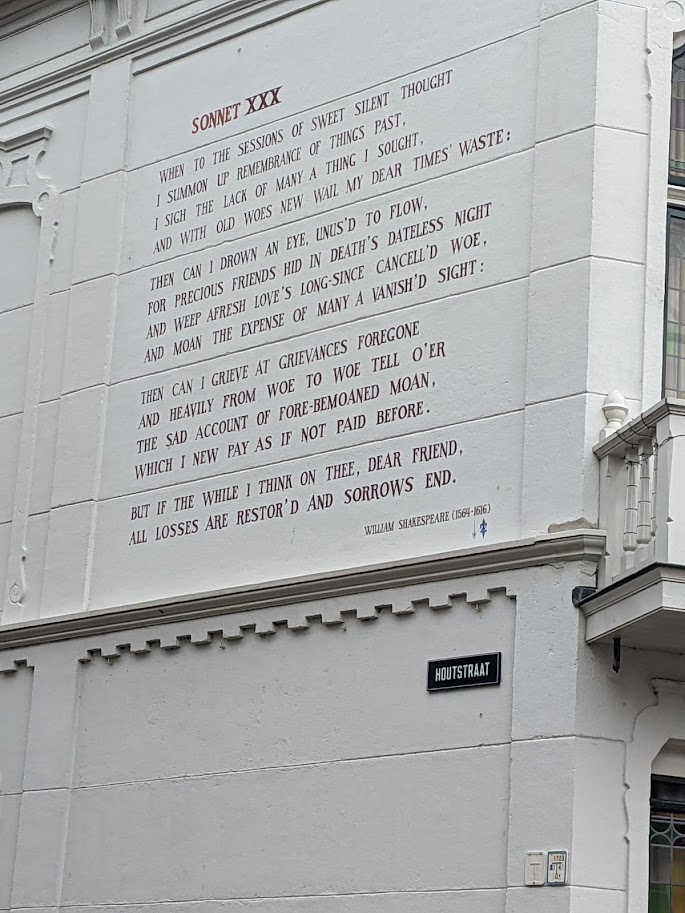 SONNET XXX
WHEN TO THE SESSIONS OF SWEET SILENT THOUGHT
I SUMMON UP REMEMBRANCE OF THINGS PAST,
I SIGH THE LACK OF MANY A THING I SOUGHT,
AND WITH OLD WOES NEW WAIL MY DEAR TIMES' WASTE:
THEN CAN I DROWN AN EYE, UNUS'D TO FLOW,
FOR PRECIOUS FRIENDS HID IN DEATH'S DATELESS NIGHT
AND WEEP AFRESH LOVE'S LONG-SINCE CANCELL'D WOE,
AND MOAN THE EXPENSE OF MANY A VANISH'D SIGHT:
THEN CAN I GRIEVE AT GRIEVANCES FOREGONE
AND HEAVILY FROM WOE TO WOE TELL O'ER
THE SAD ACCOUNT OF FORE-BEMOANED MOAN,
WHICH I NEW PAY AS IF NOT PAID BEFORE.
BUT IF THE WHILE I THINK ON THEE, DEAR FRIEND,
ALL LOSSES ARE RESTOR'D AND SORROWS END.
WILLIAM SHAKESPEARE (1564-1616)
HOUTSTRAAT